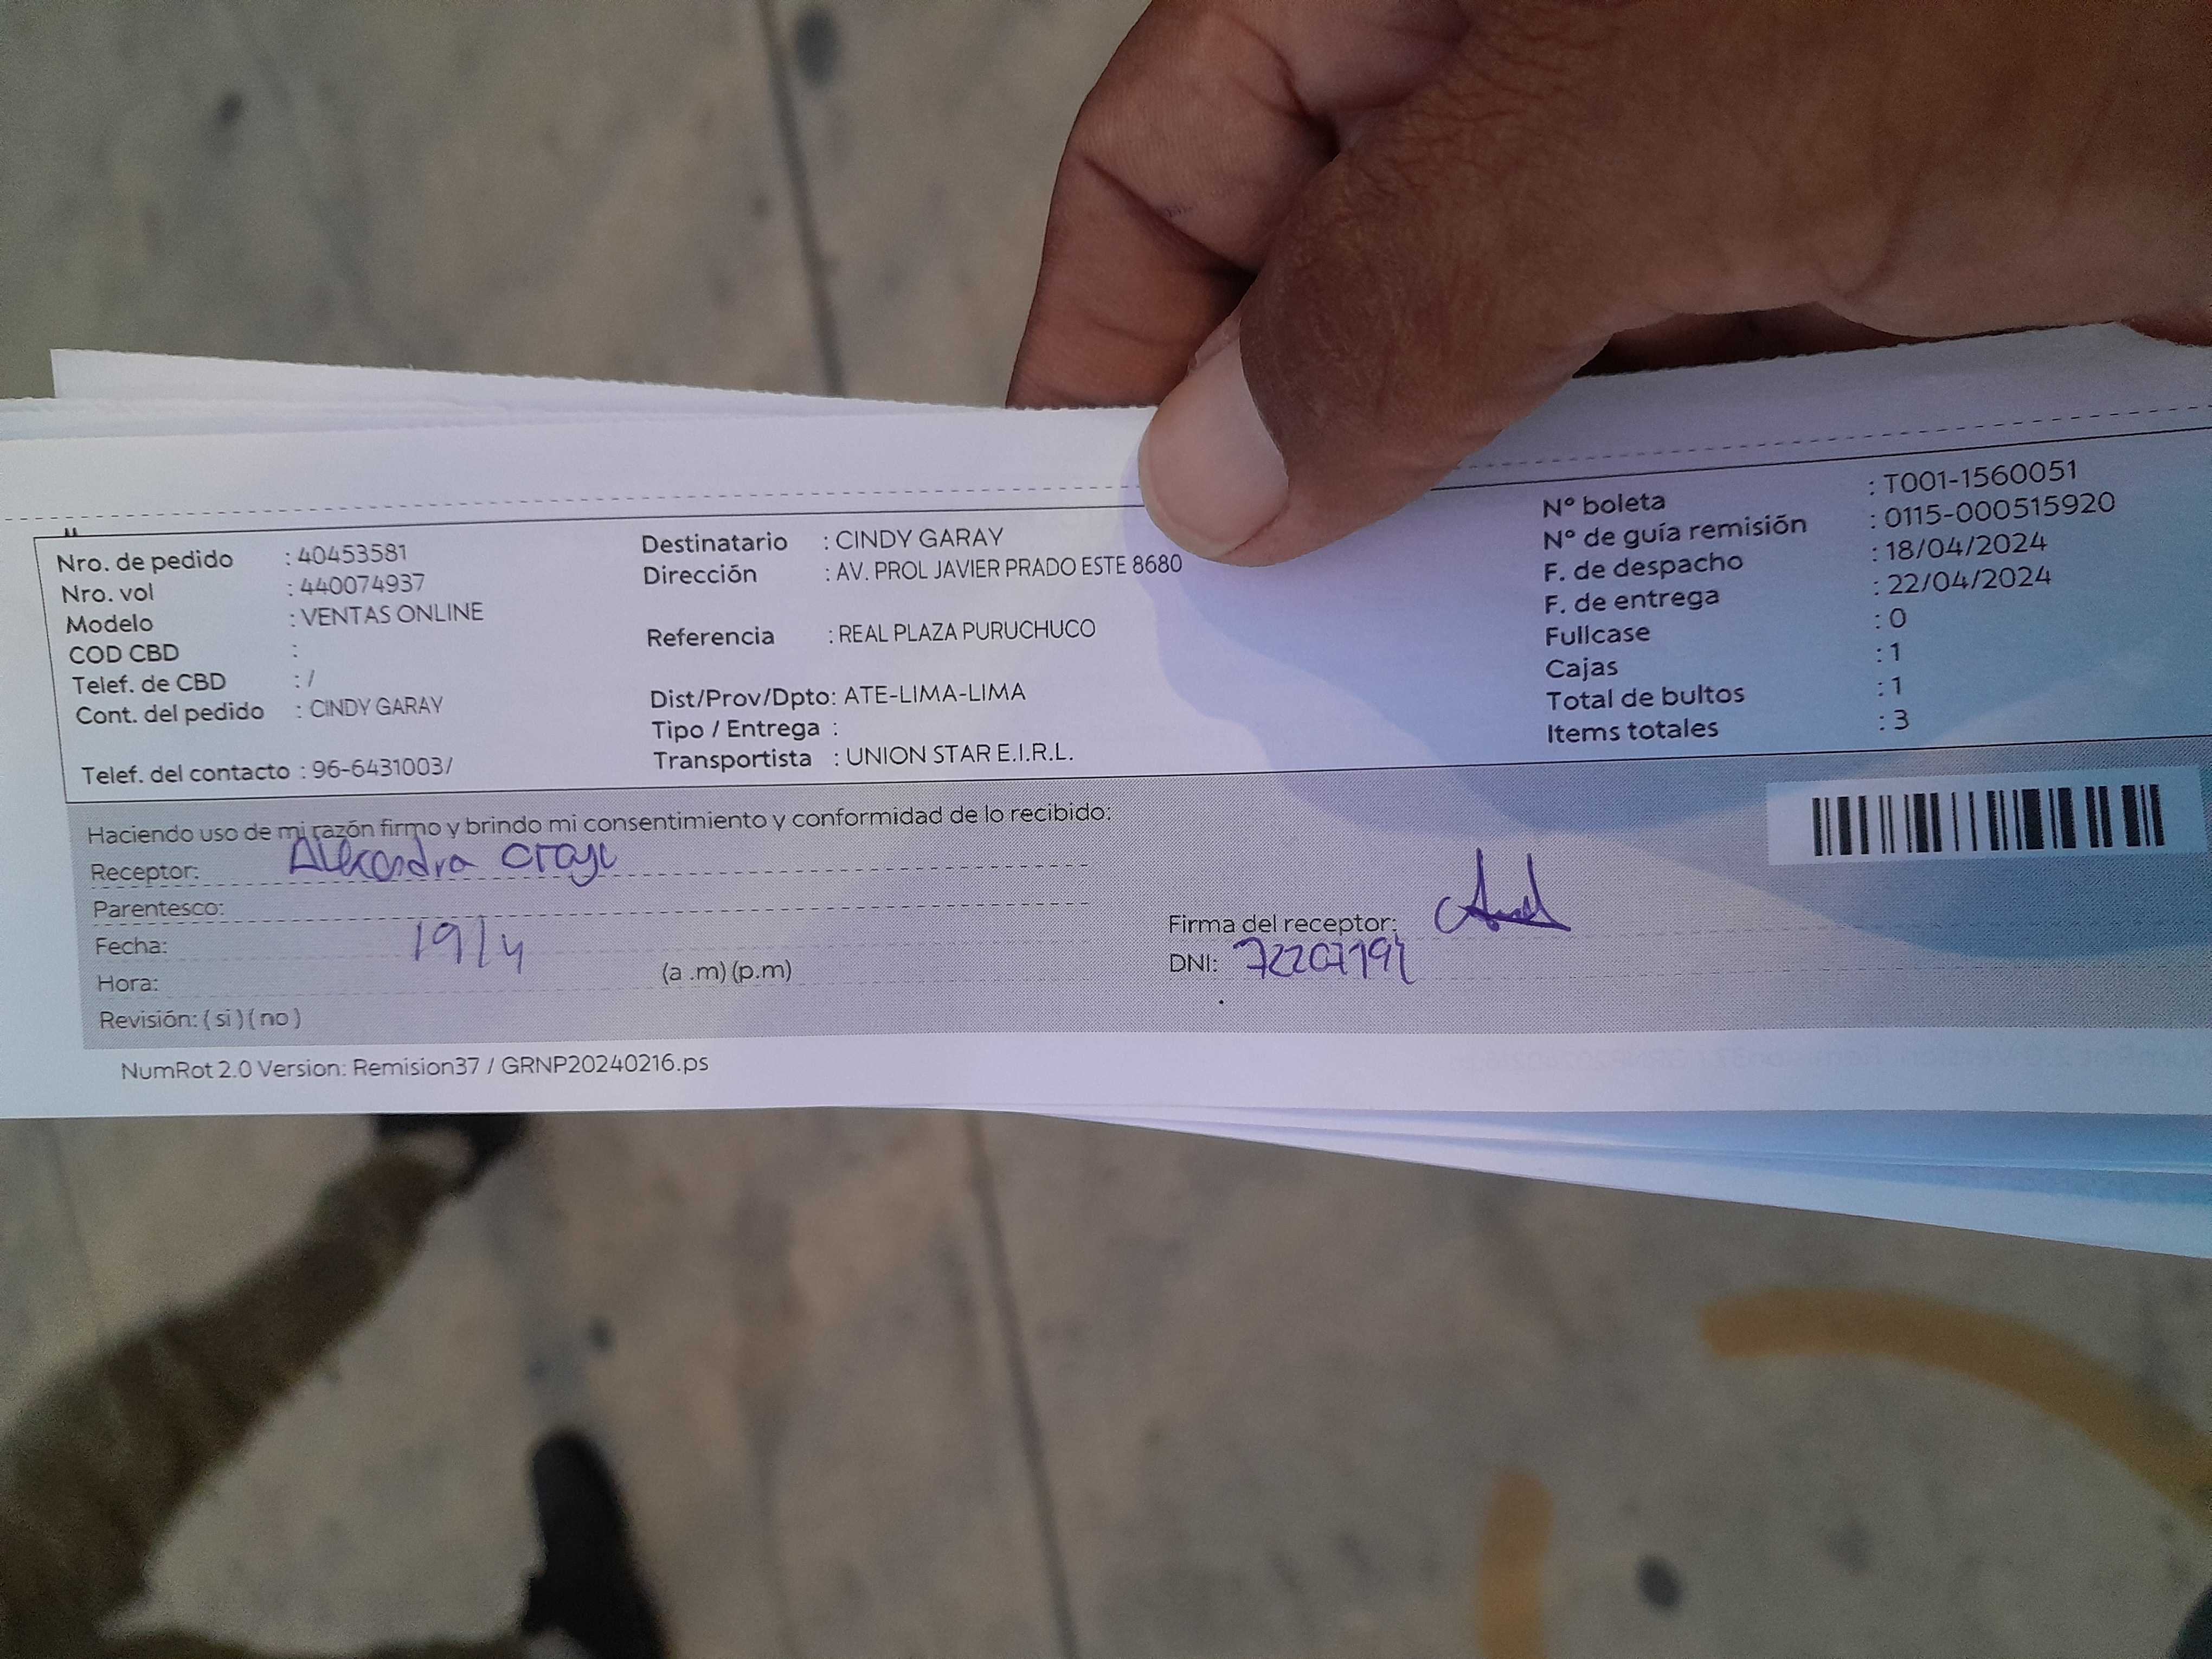 Nro. de pedido : 40453581
Nro. vol : 440074937
Modelo : VENTAS ONLINE
COD CBD :
Telef. de CBD : /
Cont. del pedido : CINDY GARAY
Telef. del contacto : 96-6431003/
Destinatario : CINDY GARAY
Dirección : AV. PROL JAVIER PRADO ESTE 8680
Referencia : REAL PLAZA PURUCHUCO
Dist/Prov/Dpto: ATE-LIMA-LIMA
Tipo / Entrega :
Transportista : UNION STAR E.I.R.L.
Nº boleta : T001-1560051
Nº de guía remisión : 0115-000515920
F. de despacho : 18/04/2024
F. de entrega : 22/04/2024
Fullcase : 0
Cajas : 1
Total de bultos : 1
Items totales : 3
Haciendo uso de mi razón firmo y brindo mi consentimiento y conformidad de lo recibido:
Receptor: Alexandra
Parentesco:
Fecha: 19/4
Hora: (a .m) (p.m)
Revisión: ( si ) ( no )
Firma del receptor:
DNI:
NumRot 2.0 Version: Remision37 / GRNP20240216.ps